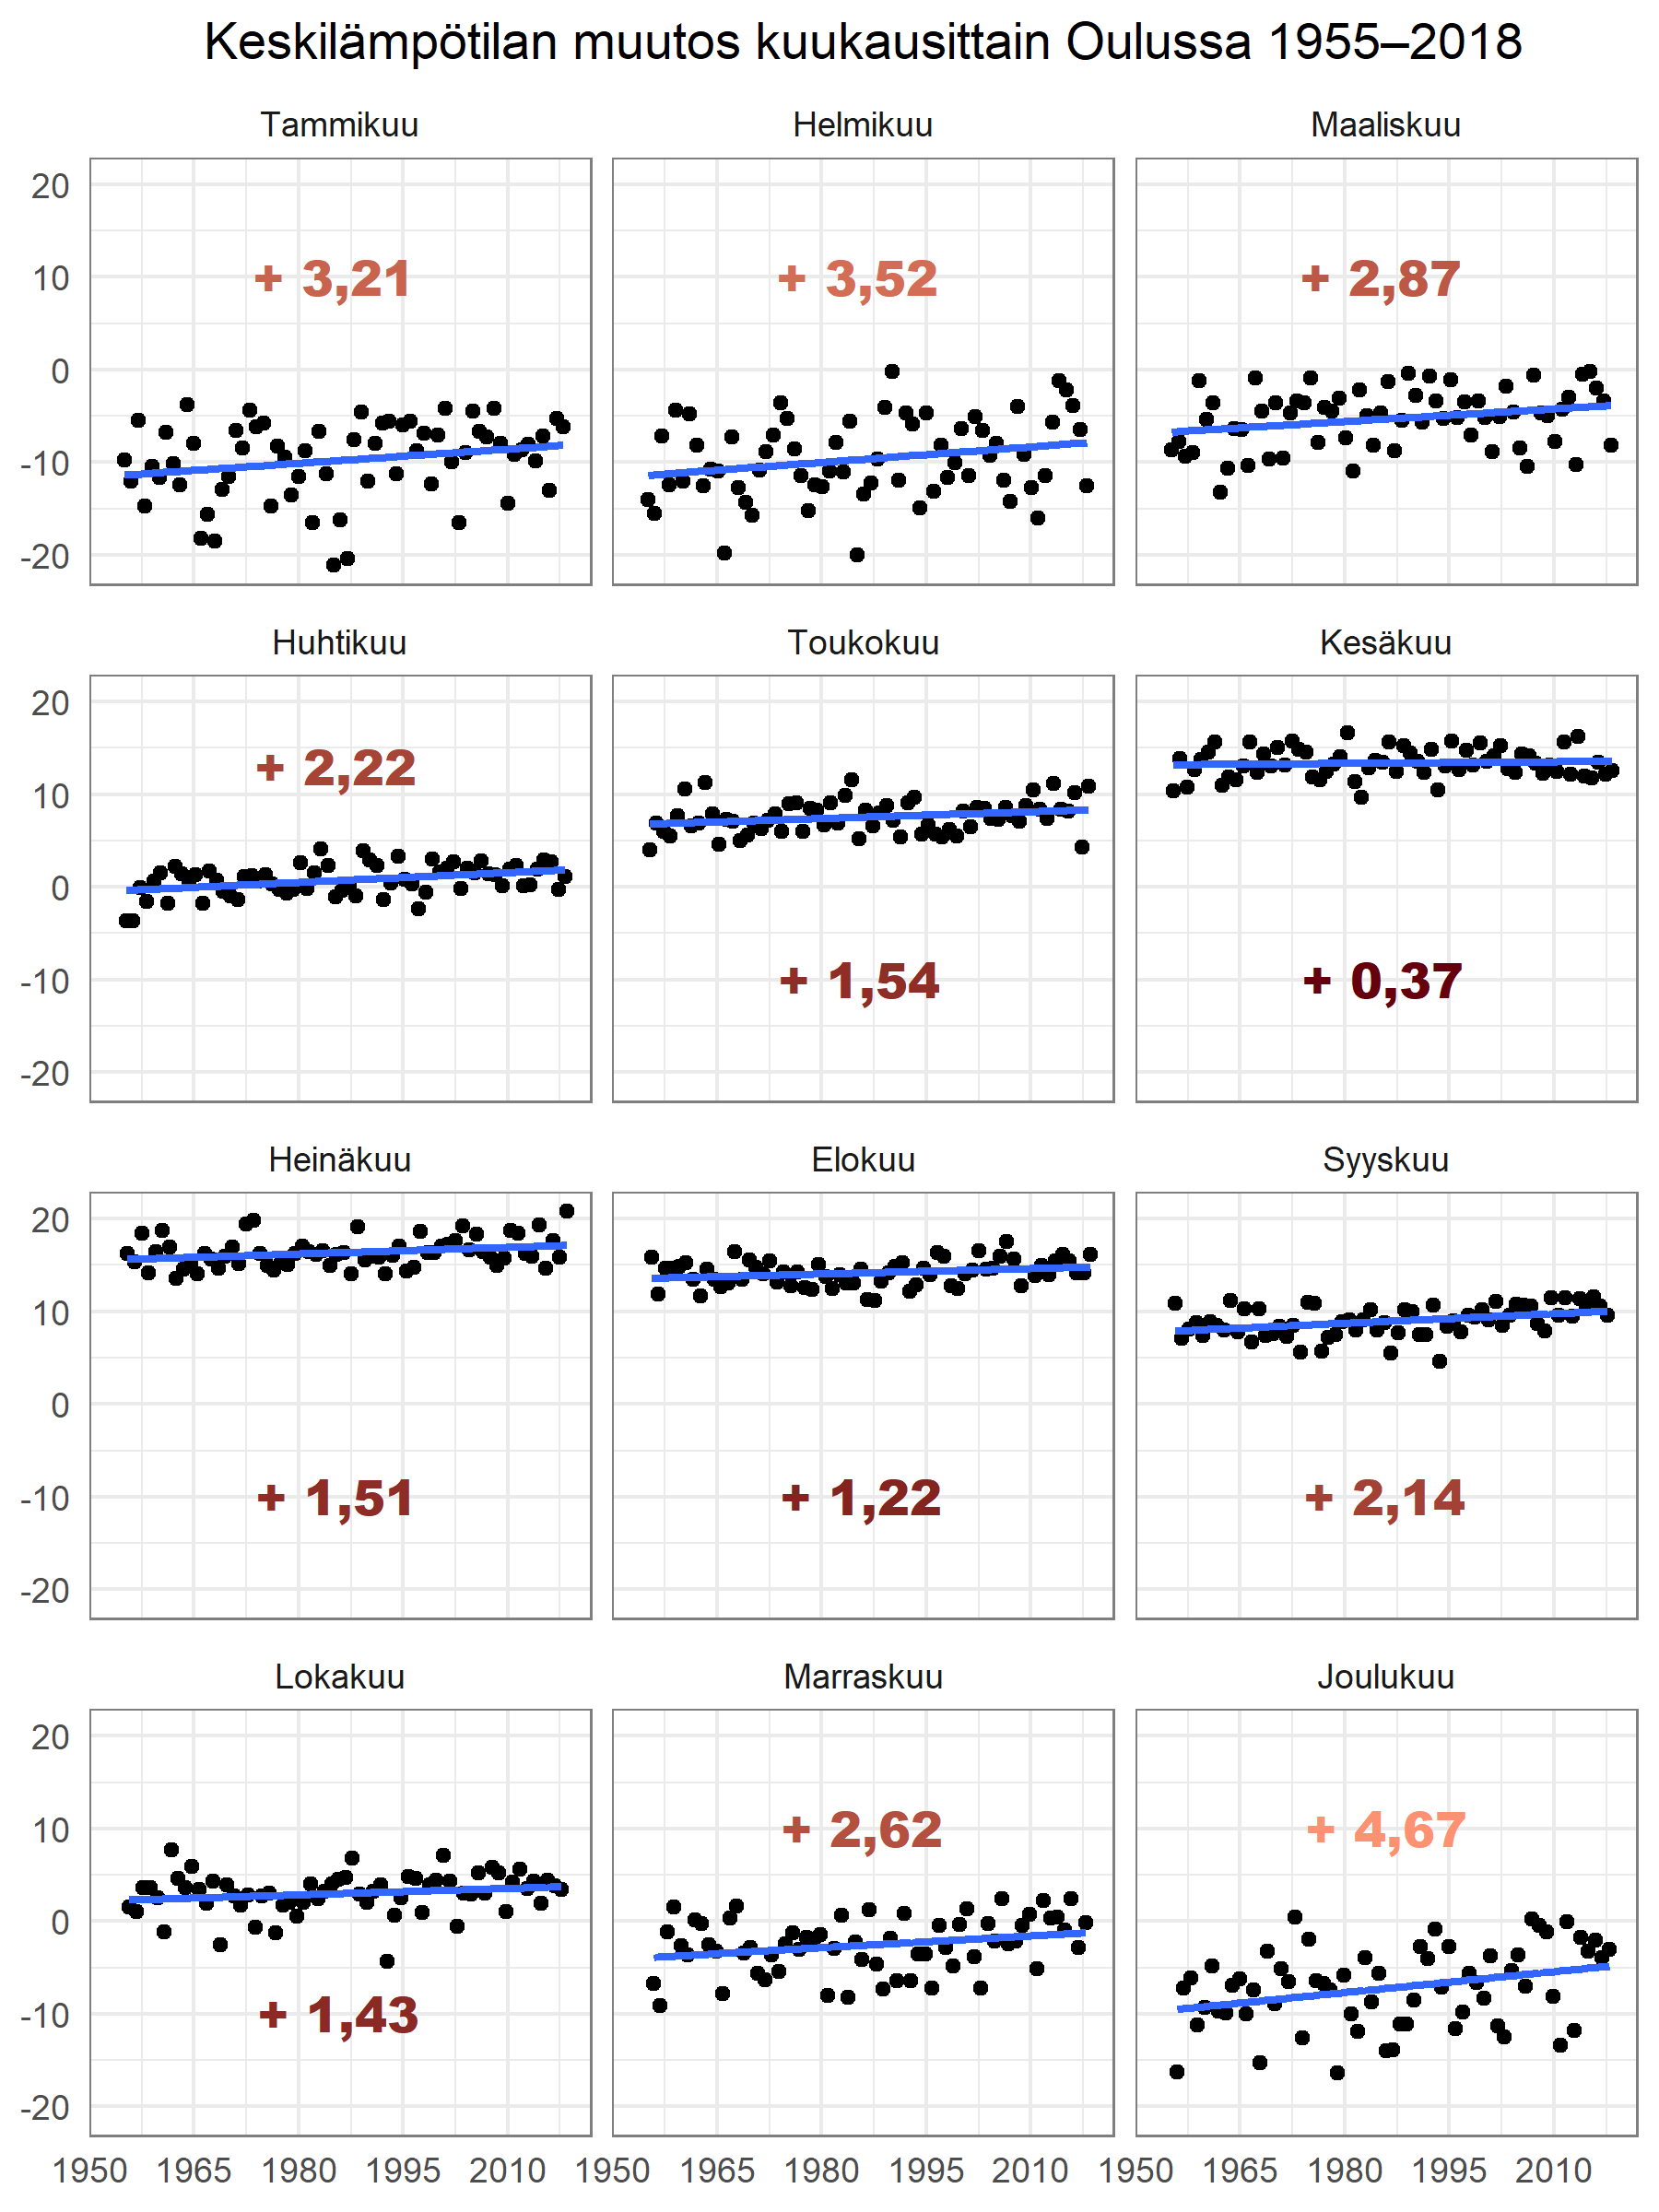 Keskilämpötilan muutos kuukausittain Oulussa 1955–2018
Tammikuu Helmikuu Maaliskuu
20
10
0
-10
-20
+ 3,21 + 3,52 + 2,87
Huhtikuu Toukokuu Kesäkuu
20
10
0
-10
-20
+ 2,22
+ 1,54 + 0,37
Heinäkuu Elokuu Syyskuu
20
10
0
-10
-20
+ 1,51 + 1,22 + 2,14
Lokakuu Marraskuu Joulukuu
20
10
0
-10
-20
+ 2,62 + 4,67
+ 1,43
1950 1965 1980 1995 2010 1950 1965 1980 1995 2010 1950 1965 1980 1995 2010